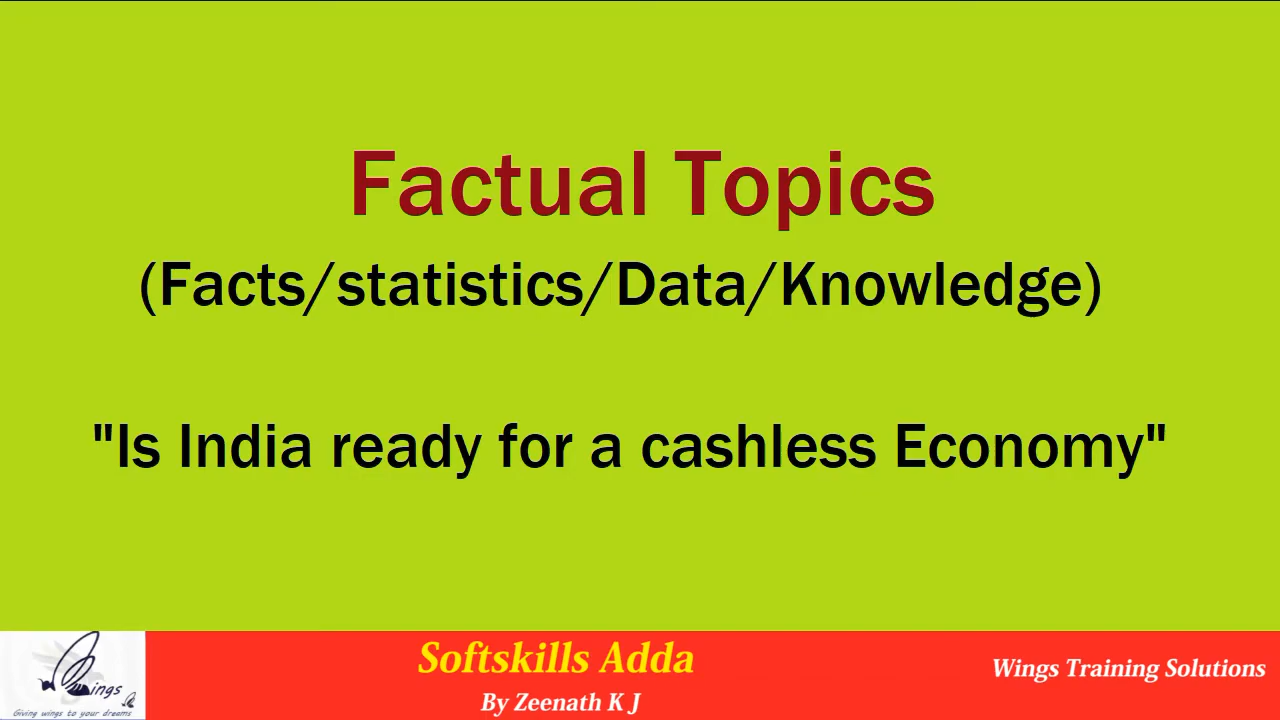 Factual Topics
(Facts/statistics/Data/Knowledge)
"Is India ready for a cashless Economy"
Softskills Adda
By Zeenath K J
Wings Training Solutions
Wings
Giving wings to your dreams